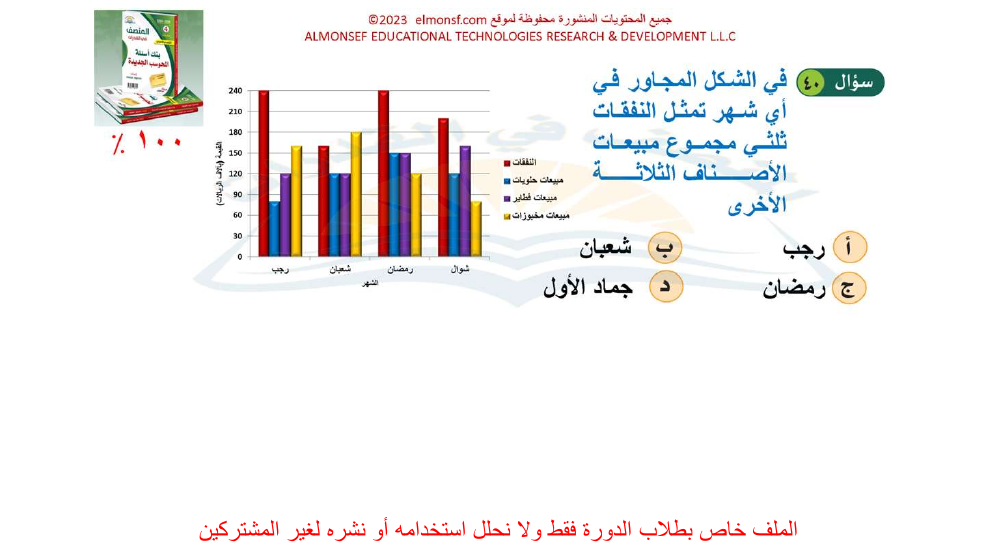 جميع المحتويات المنشورة محفوظة لموقع elmonsf.com 2023©
ALMONSEF EDUCATIONAL TECHNOLOGIES RESEARCH & DEVELOPMENT L.L.C
المنصف
بنك أسئلة
المحوسب الجديدة
١٠٠ ٪
سؤال ٤٠
في الشكل المجاور في
أي شهر تمثل النفقات
ثلثي مجموع مبيعات
الأصناف الثلاثة
الأخرى
أ رجب
ب شعبان
ج رمضان
د جماد الأول
القيمة (بالاف الريالات)
240
210
180
150
120
90
60
30
0
رجب
شعبان
رمضان
شوال
الشهر
النفقات
مبيعات حلويات
مبيعات فطاير
مبيعات مخبوزات
الملف خاص بطلاب الدورة فقط ولا نحلل استخدامه أو نشره لغير المشتركين